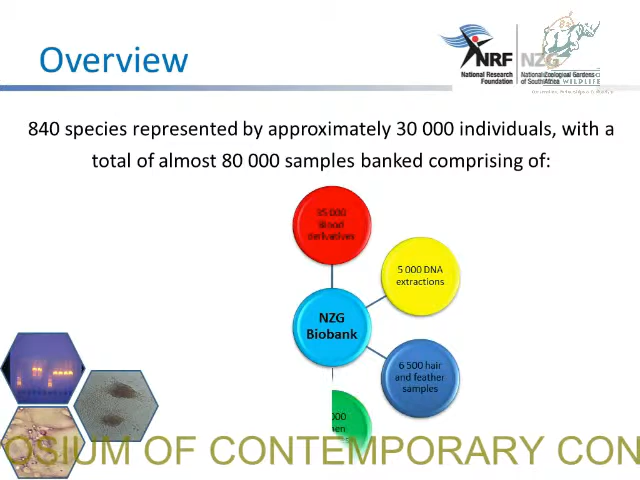 Overview
NRF NZG
National Research Foundation
National Zoological Gardens of South Africa
WILDLIFE
840 species represented by approximately 30 000 individuals, with a
total of almost 80 000 samples banked comprising of:
35 000
Blood
derivatives
5 000 DNA
extractions
NZG
Biobank
6 500 hair
and feather
samples
000
OSIUM OF CONTEMPORARY CON